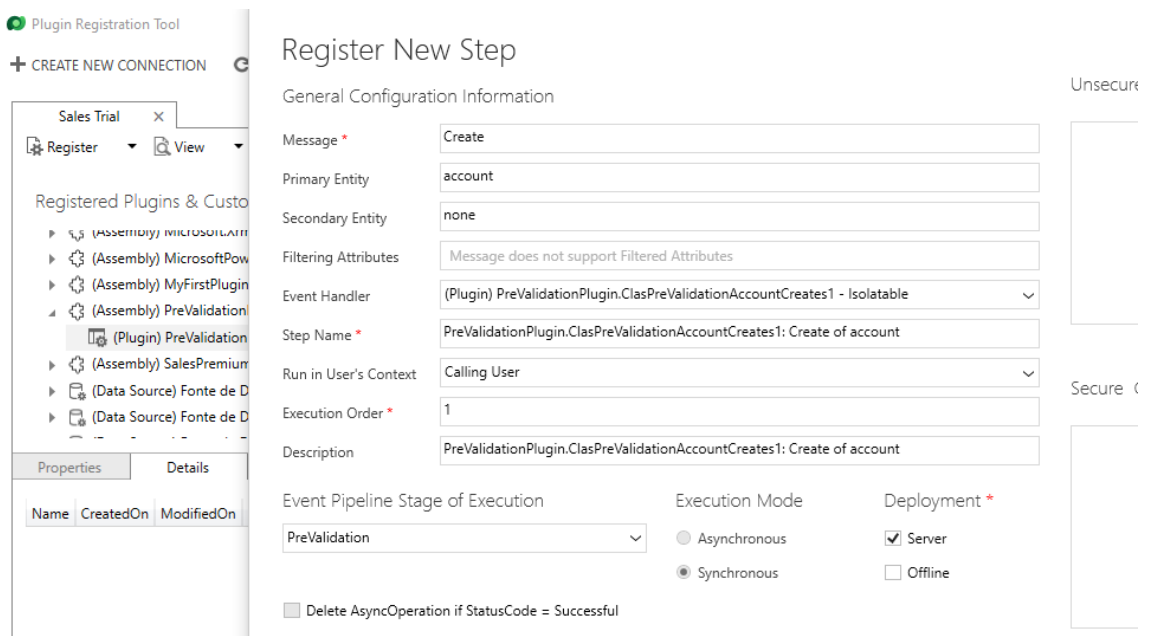 Plugin Registration Tool
CREATE NEW CONNECTION
Sales Trial
Register
View
Registered Plugins & Custo
(Assembly) Microsoft.Xrm
(Assembly) MicrosoftPow
(Assembly) MyFirstPlugin
(Assembly) PreValidation
(Plugin) PreValidation
(Assembly) SalesPremium
(Data Source) Fonte de D
(Data Source) Fonte de D
Properties Details
Name CreatedOn ModifiedOn
Register New Step
General Configuration Information
Message * Create
Primary Entity account
Secondary Entity none
Filtering Attributes Message does not support Filtered Attributes
Event Handler (Plugin) PreValidationPlugin.ClasPreValidationAccountCreates1 - Isolatable
Step Name * PreValidationPlugin.ClasPreValidationAccountCreates1: Create of account
Run in User's Context Calling User
Execution Order * 1
Description PreValidationPlugin.ClasPreValidationAccountCreates1: Create of account
Event Pipeline Stage of Execution Execution Mode Deployment *
PreValidation Asynchronous Server
Synchronous Offline
Delete AsyncOperation if StatusCode = Successful
Unsecure
Secure